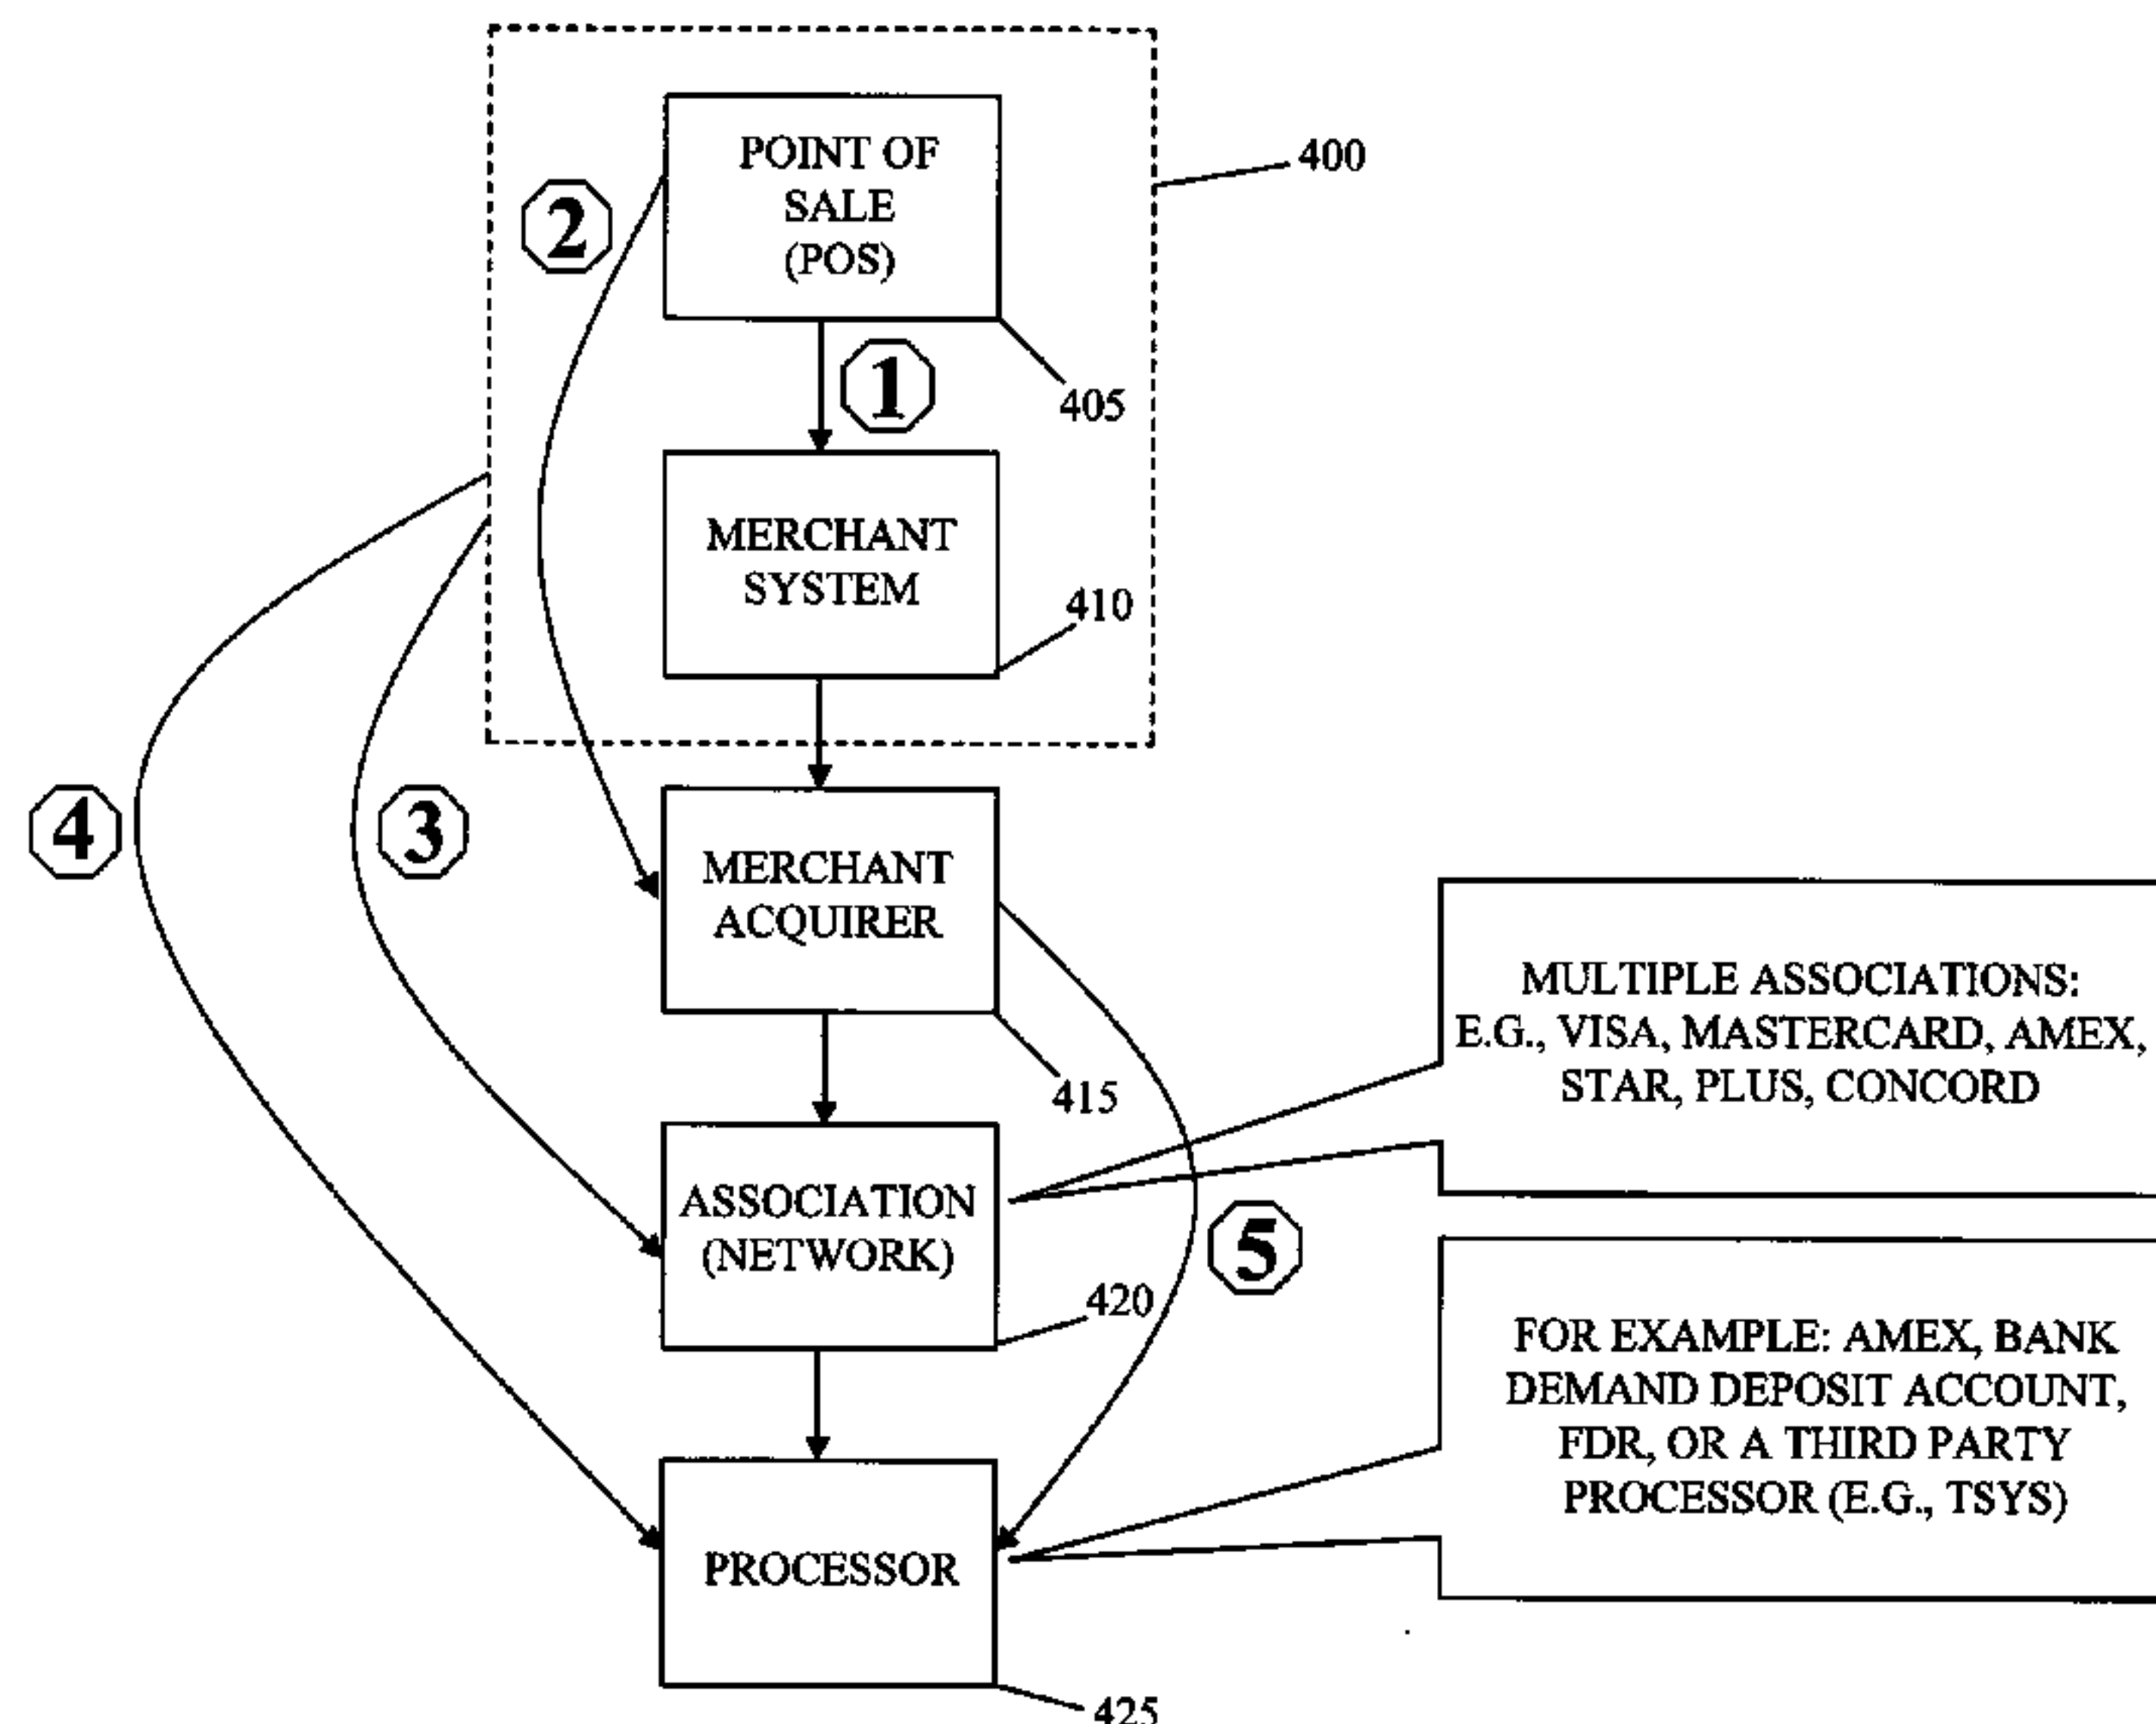 POINT OF
SALE
(POS)
400
2
1
405
MERCHANT
SYSTEM
410
4
3
MERCHANT
ACQUIRER
415
MULTIPLE ASSOCIATIONS:
E.G., VISA, MASTERCARD, AMEX,
STAR, PLUS, CONCORD
ASSOCIATION
(NETWORK)
420
5
FOR EXAMPLE: AMEX, BANK
DEMAND DEPOSIT ACCOUNT,
FDR, OR A THIRD PARTY
PROCESSOR (E.G., TSYS)
PROCESSOR
425